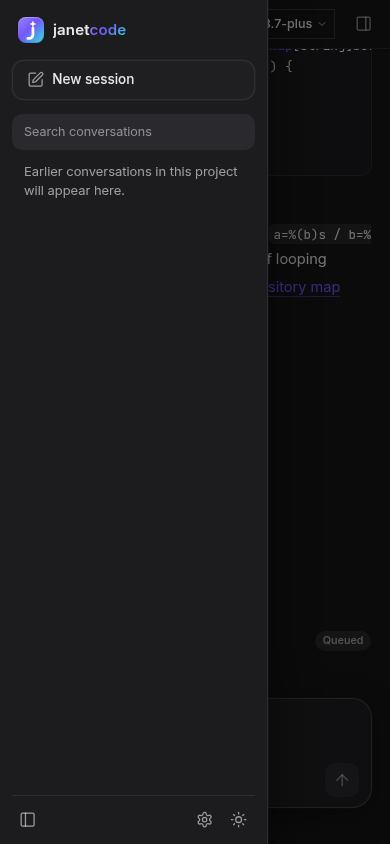 janetcode
3.7-plus
New session
) {
Search conversations
Earlier conversations in this project
will appear here.
a=%(b)s / b=%
f looping
sitory map
Queued